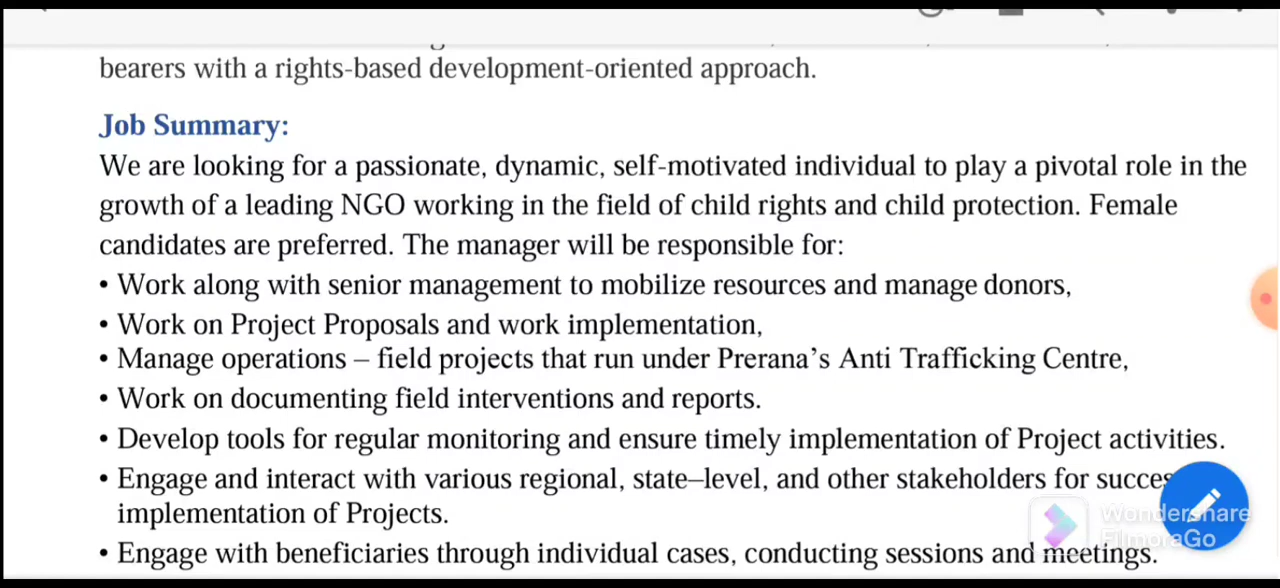 bearers with a rights-based development-oriented approach.
Job Summary:
We are looking for a passionate, dynamic, self-motivated individual to play a pivotal role in the
growth of a leading NGO working in the field of child rights and child protection. Female
candidates are preferred. The manager will be responsible for:
• Work along with senior management to mobilize resources and manage donors,
• Work on Project Proposals and work implementation,
• Manage operations – field projects that run under Prerana’s Anti Trafficking Centre,
• Work on documenting field interventions and reports.
• Develop tools for regular monitoring and ensure timely implementation of Project activities.
• Engage and interact with various regional, state–level, and other stakeholders for
implementation of Projects.
• Engage with beneficiaries through individual cases, conducting sessions and meetings.
Wondershare
FilmoraGo